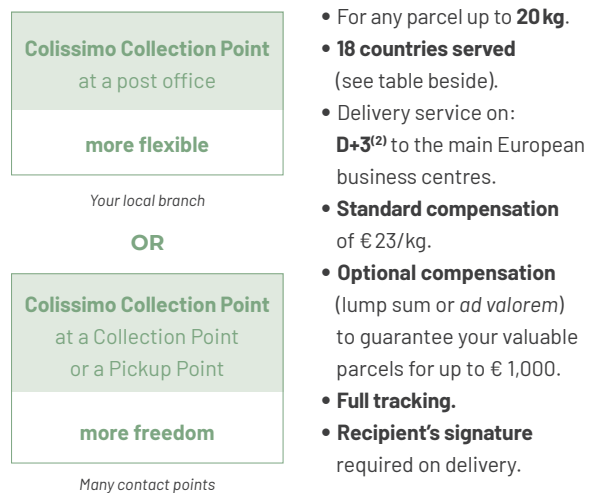 Colissimo Collection Point
at a post office
more flexible
Your local branch
OR
Colissimo Collection Point
at a Collection Point
or a Pickup Point
more freedom
Many contact points
• For any parcel up to 20 kg.
• 18 countries served
(see table beside).
• Delivery service on:
D+3(2) to the main European
business centres.
• Standard compensation
of € 23/kg.
• Optional compensation
(lump sum or ad valorem)
to guarantee your valuable
parcels for up to € 1,000.
• Full tracking.
• Recipient’s signature
required on delivery.